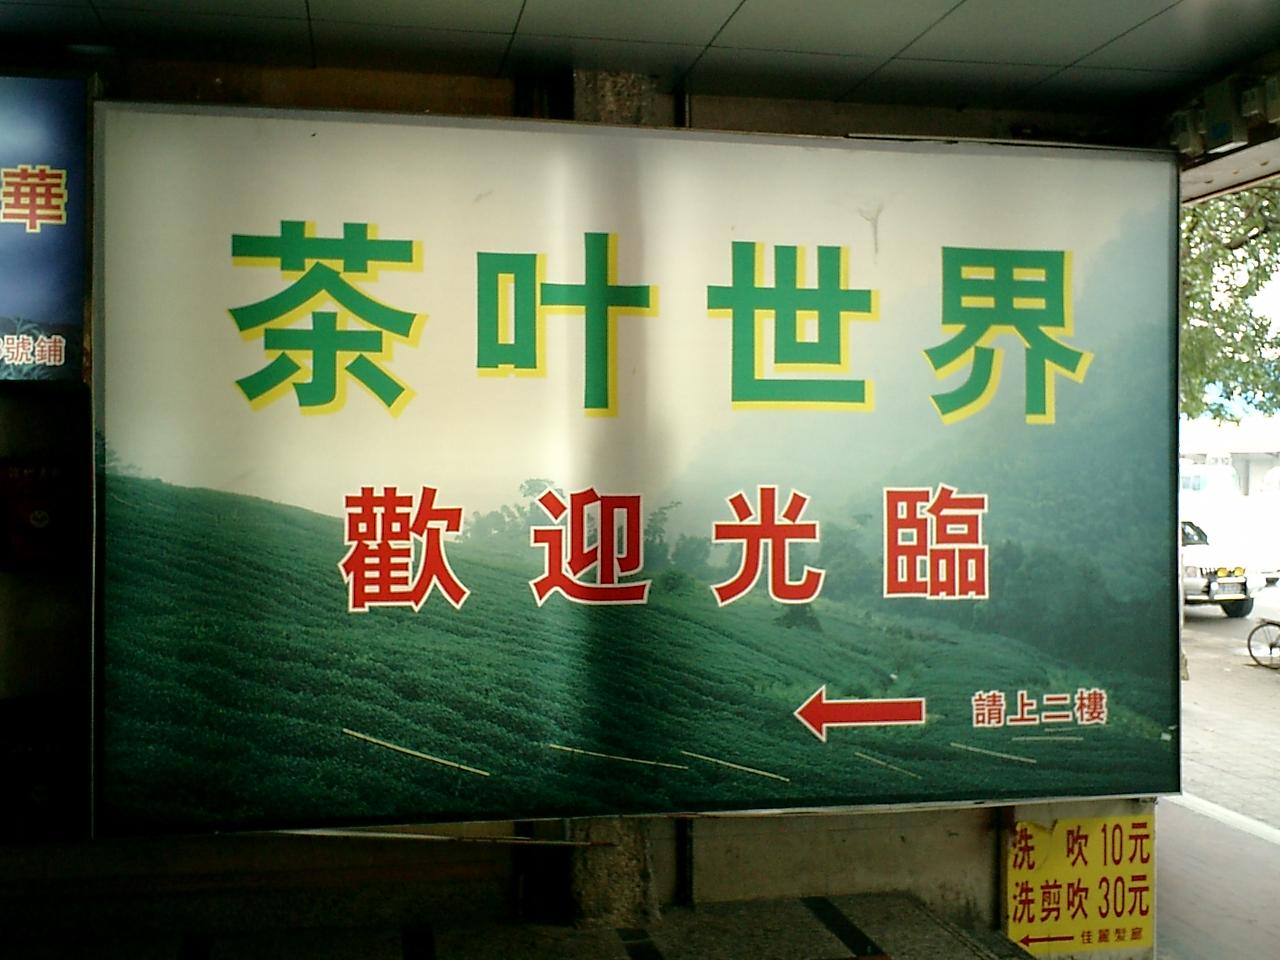 華
號鋪
茶叶世界
歡迎光臨
請上二樓
洗 吹 10元
洗剪吹 30元
佳麗髪廊